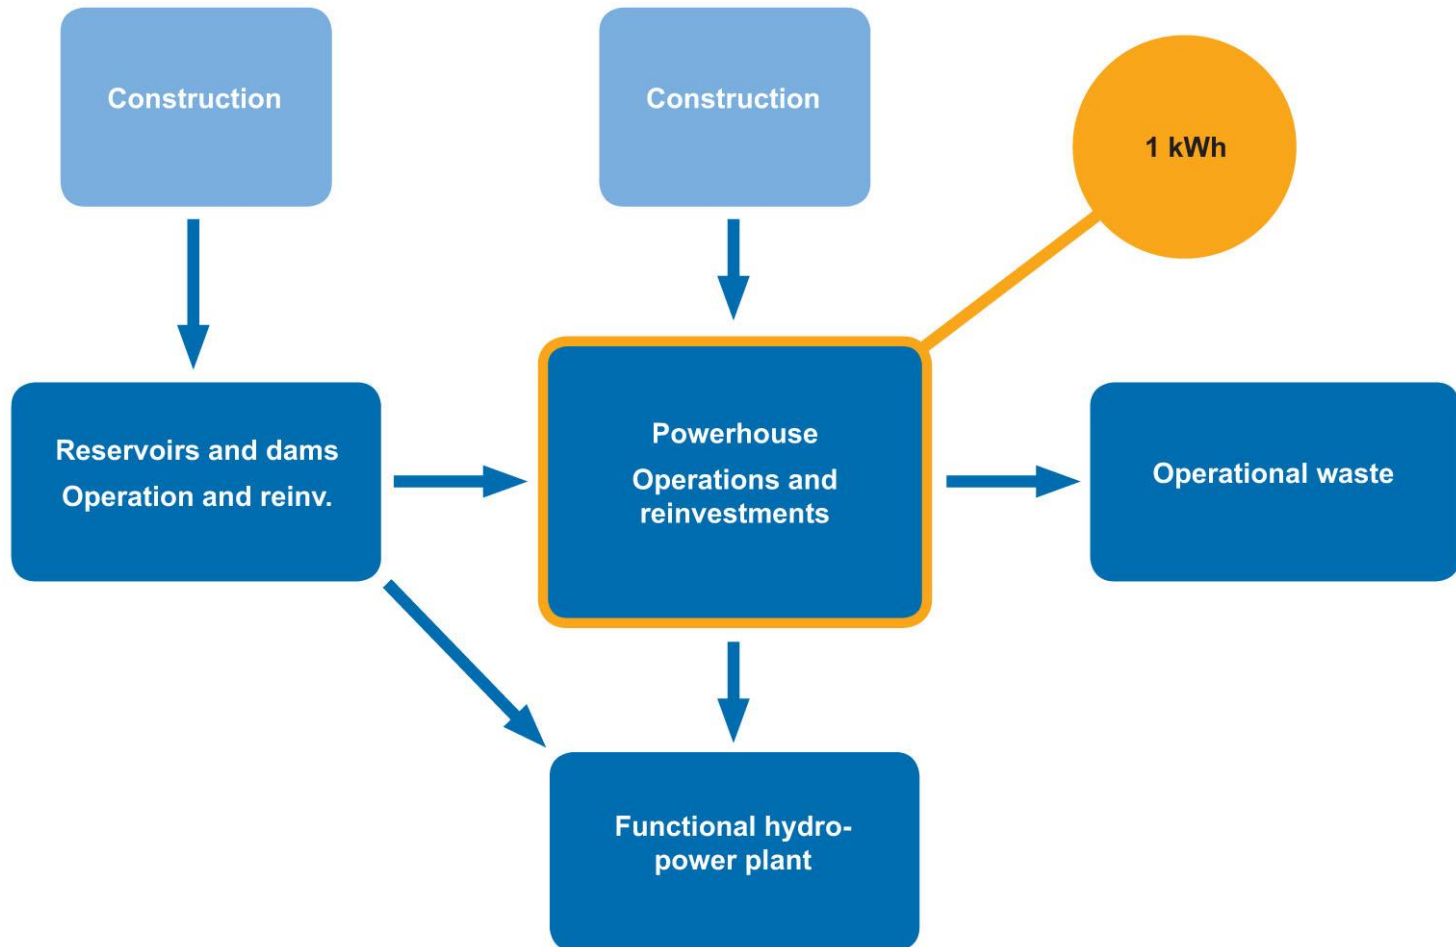 Construction
Construction
1 kWh
Reservoirs and dams
Operation and reinv.
Powerhouse
Operations and
reinvestments
Operational waste
Functional hydro-
power plant